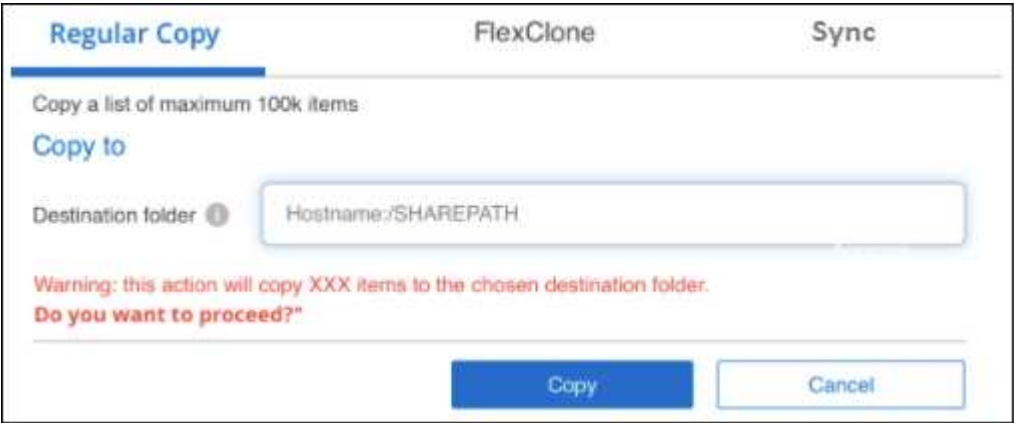 Regular Copy FlexClone Sync
Copy a list of maximum 100k items
Copy to
Destination folder Hostname:/SHAREPATH
Warning: this action will copy XXX items to the chosen destination folder.
Do you want to proceed?"
Copy Cancel